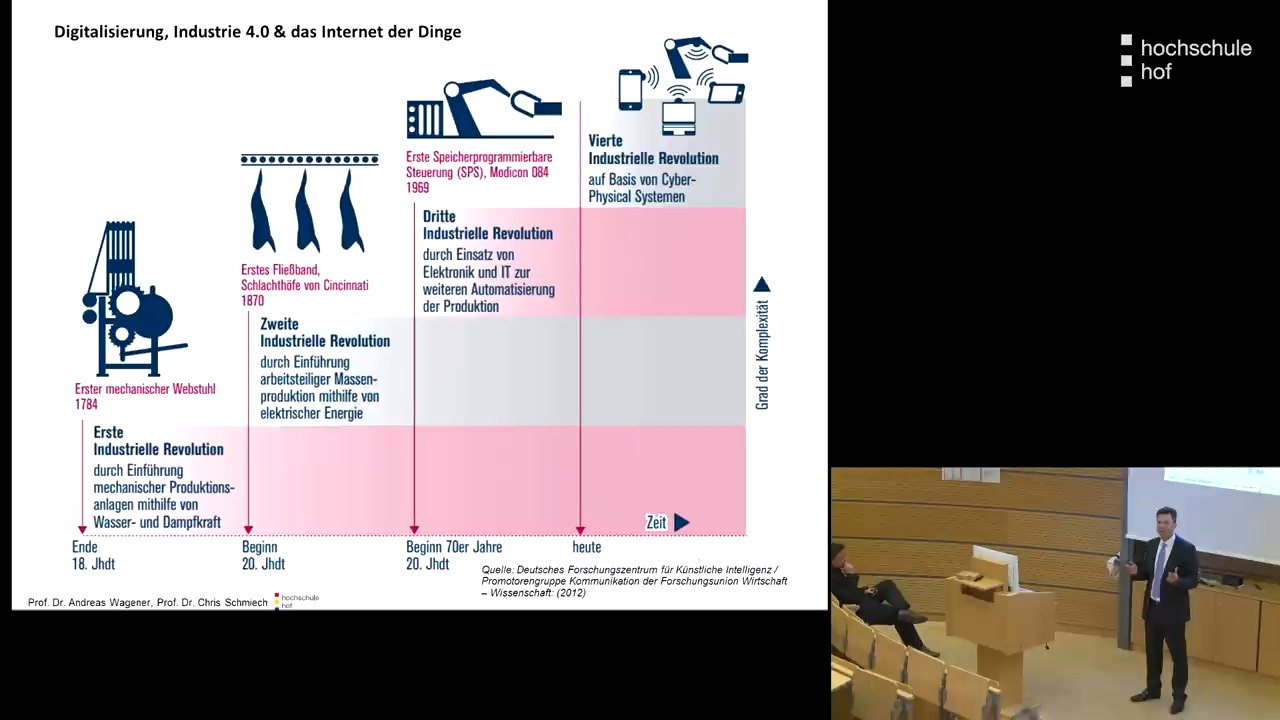 Digitalisierung, Industrie 4.0 & das Internet der Dinge
hochschule
hof
Vierte
Industrielle Revolution
auf Basis von Cyber-
Physical Systemen
Erste Speicherprogrammierbare
Steuerung (SPS), Modicon 084
1969
Dritte
Industrielle Revolution
durch Einsatz von
Elektronik und IT zur
weiteren Automatisierung
der Produktion
Erstes Fließband,
Schlachthöfe von Cincinnati
1870
Zweite
Industrielle Revolution
durch Einführung
arbeitsteiliger Massen-
produktion mithilfe von
elektrischer Energie
Erster mechanischer Webstuhl
1784
Erste
Industrielle Revolution
durch Einführung
mechanischer Produktions-
anlagen mithilfe von
Wasser- und Dampfkraft
Grad der Komplexität
Zeit
Ende
18. Jhdt
Beginn
20. Jhdt
Beginn 70er Jahre
20. Jhdt
heute
Quelle: Deutsches Forschungszentrum für Künstliche Intelligenz /
Promotorengruppe Kommunikation der Forschungsunion Wirtschaft
– Wissenschaft: (2012)
Prof. Dr. Andreas Wagener, Prof. Dr. Chris Schmiech
hochschule
hof